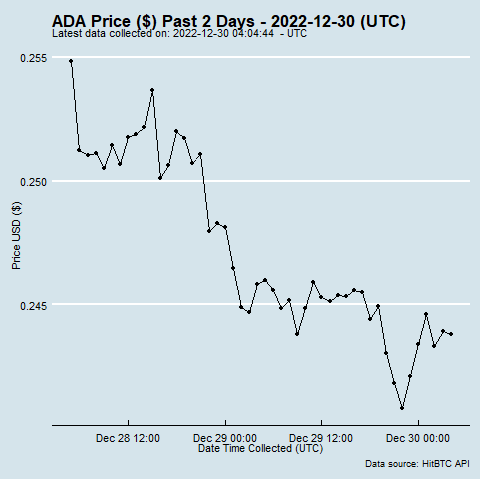 ADA Price ($) Past 2 Days - 2022-12-30 (UTC)
Latest data collected on: 2022-12-30 04:04:44 - UTC
0.255
0.250
0.245
Price USD ($)
Dec 28 12:00 Dec 29 00:00 Dec 29 12:00 Dec 30 00:00
Date Time Collected (UTC)
Data source: HitBTC API